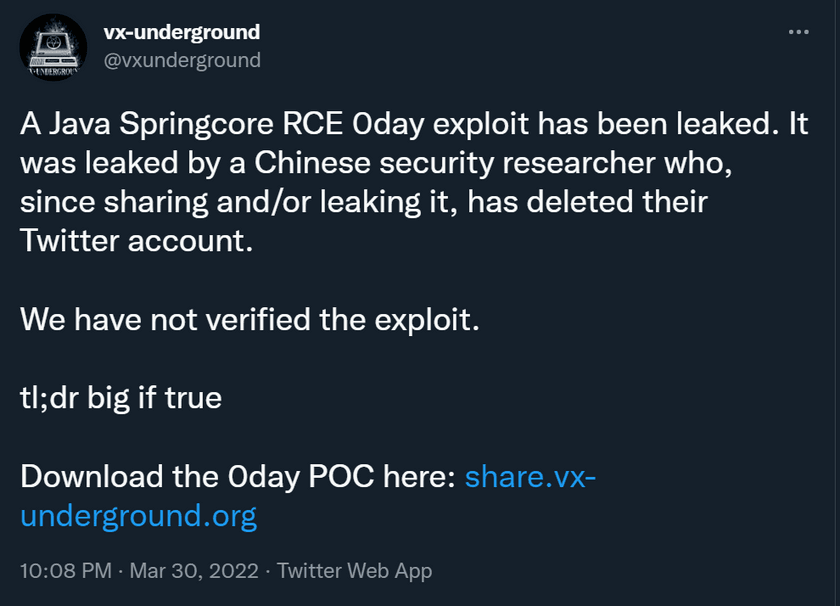 vx-underground
@vxunderground
A Java Springcore RCE 0day exploit has been leaked. It
was leaked by a Chinese security researcher who,
since sharing and/or leaking it, has deleted their
Twitter account.
We have not verified the exploit.
tl;dr big if true
Download the 0day POC here: share.vx-
underground.org
10:08 PM · Mar 30, 2022 · Twitter Web App